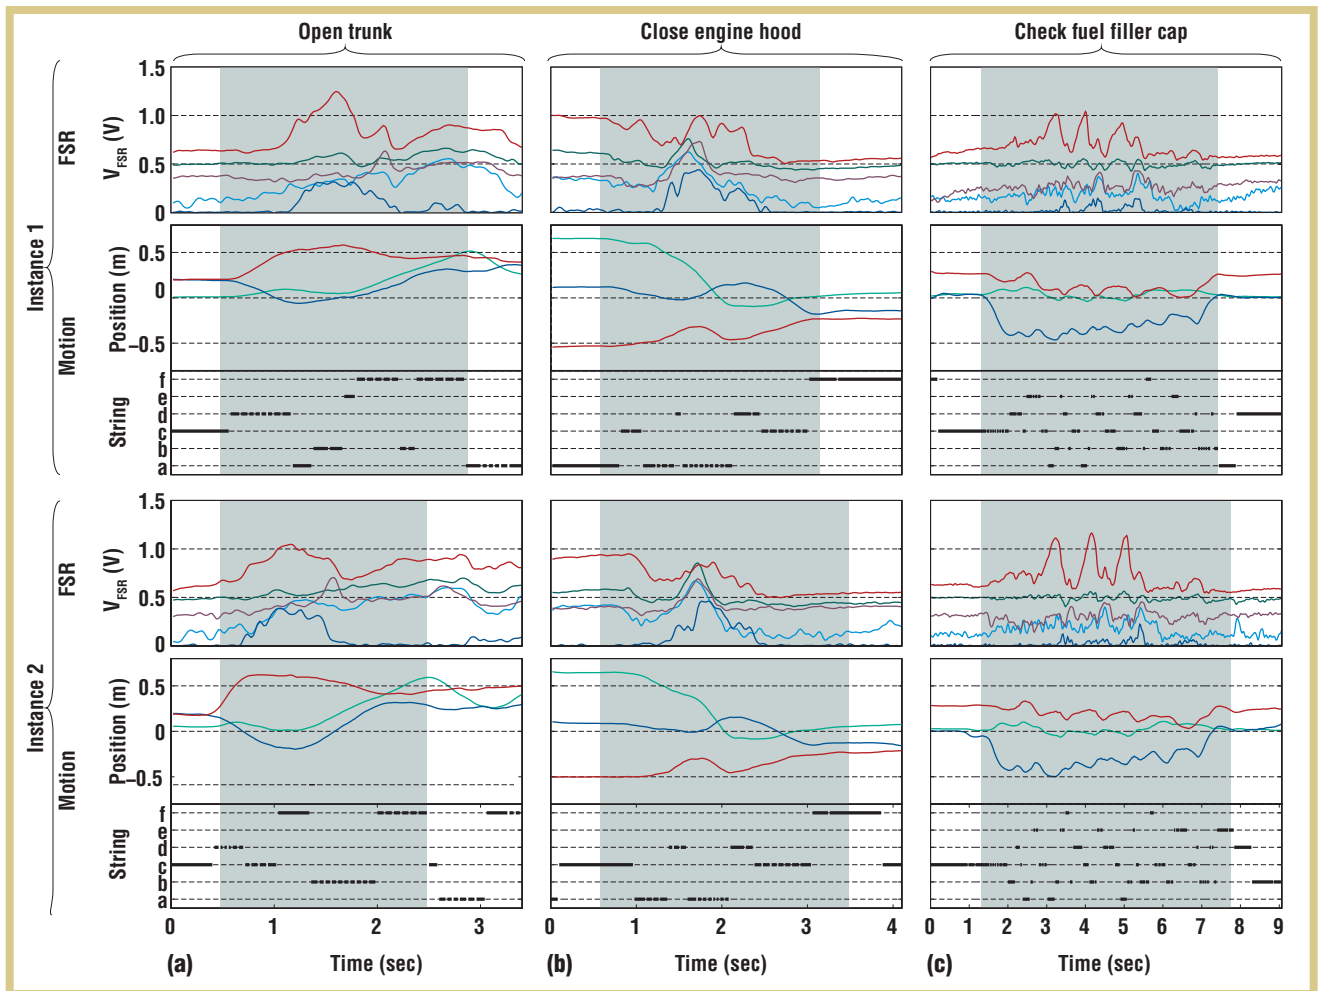 Open trunk
Close engine hood
Check fuel filler cap
Instance 1
FSR
V_FSR (V)
1.5
1.0
0.5
0
Motion
Position (m)
0.5
0
−0.5
String
f
e
d
c
b
a
Instance 2
FSR
V_FSR (V)
1.5
1.0
0.5
0
Motion
Position (m)
0.5
0
−0.5
String
f
e
d
c
b
a
0 1 2 3
0 1 2 3 4
0 1 2 3 4 5 6 7 8 9
(a) Time (sec)
(b) Time (sec)
(c) Time (sec)